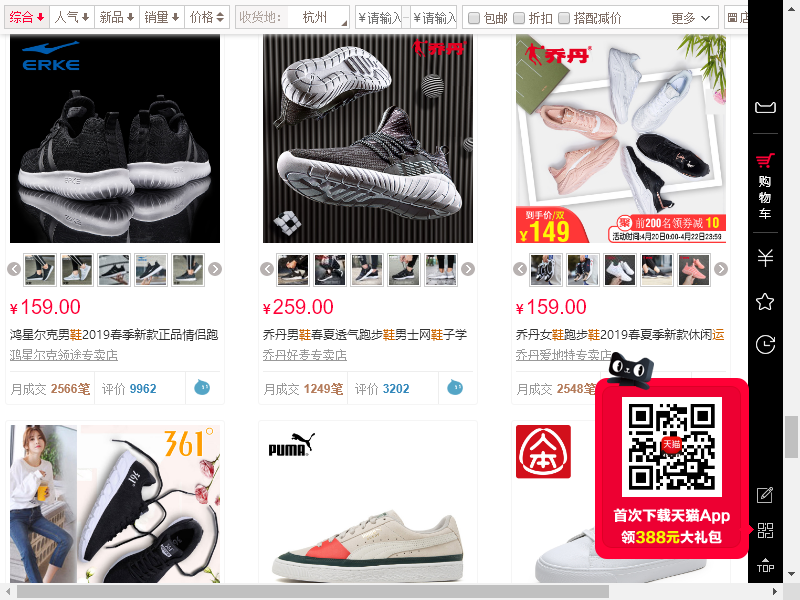 综合 人气 新品 销量 价格 收货地: 杭州 ¥请输入 ¥请输入 包邮 折扣 搭配减价 更多 店
ERKE
乔丹
乔丹
到手价/双
¥149
聚 前200名领券减10
活动时间:4月20日0:00-4月22日23:59
购物车
¥159.00
¥259.00
¥159.00
鸿星尔克男鞋2019春季新款正品情侣跑
乔丹男鞋春夏透气跑步鞋男士网鞋子学
乔丹女鞋跑步鞋2019春夏季新款休闲运
鸿星尔克领途专卖店
乔丹好麦专卖店
乔丹爱地特专卖店
月成交 2566笔 评价 9962
月成交 1249笔 评价 3202
月成交 2548笔
361°
361°
PUMA
人本
天猫
首次下载天猫App
领388元大礼包
TOP